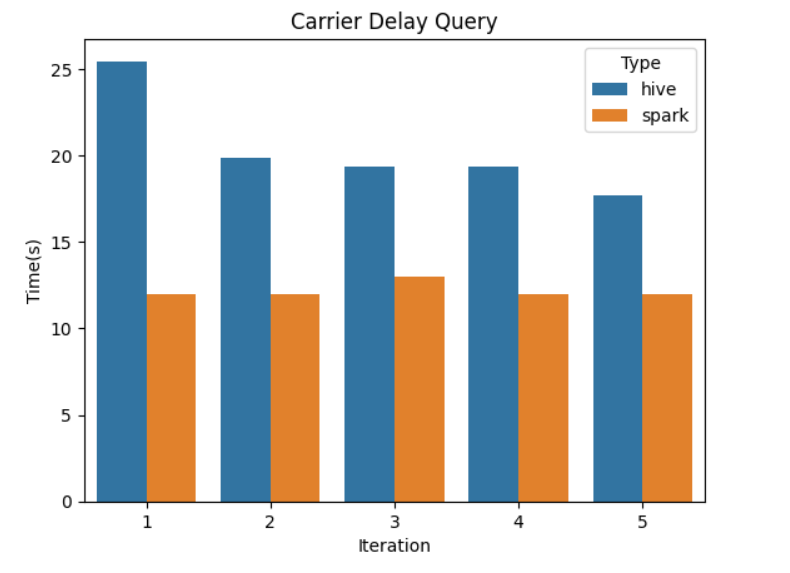 Carrier Delay Query
Type
hive
spark
Time(s)
25
20
15
10
5
0
1 2 3 4 5
Iteration